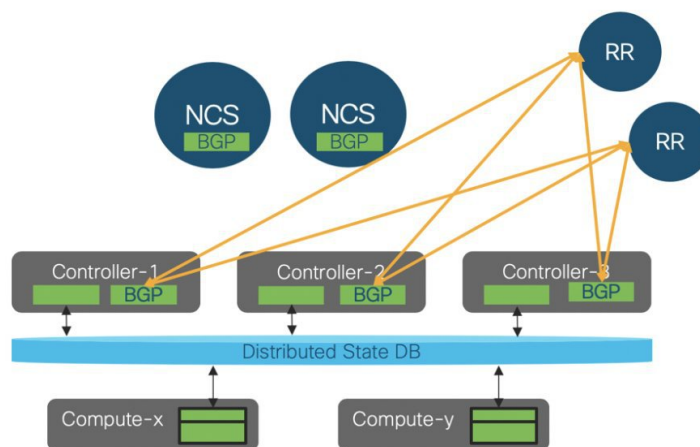 RR
NCS
BGP
NCS
BGP
RR
Controller-1
BGP
Controller-2
BGP
Controller-3
BGP
Distributed State DB
Compute-x
Compute-y